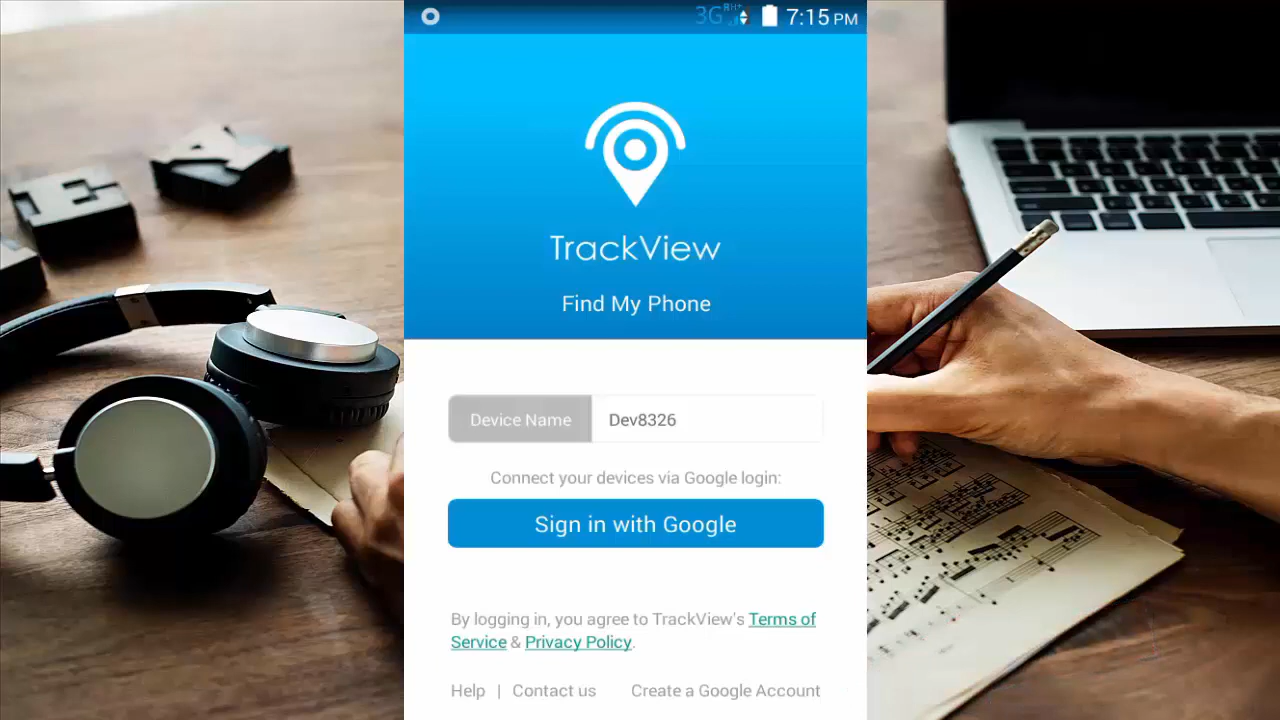 3G RH+ 7:15 PM
TrackView
Find My Phone
Device Name Dev8326
Connect your devices via Google login:
Sign in with Google
By logging in, you agree to TrackView's Terms of
Service & Privacy Policy.
Help | Contact us Create a Google Account